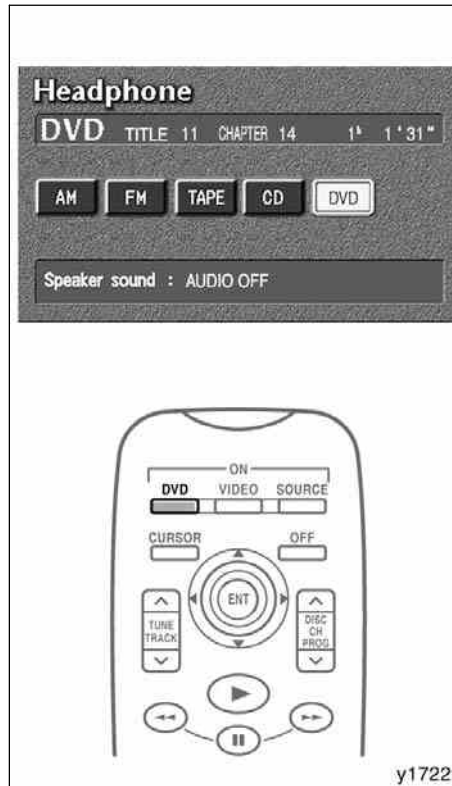 Headphone
DVD TITLE 11 CHAPTER 14 1h 1'31"
AM FM TAPE CD DVD
Speaker sound : AUDIO OFF
ON
DVD VIDEO SOURCE
CURSOR OFF
ENT
TUNE
TRACK
DISC
CH
PROG
y1722